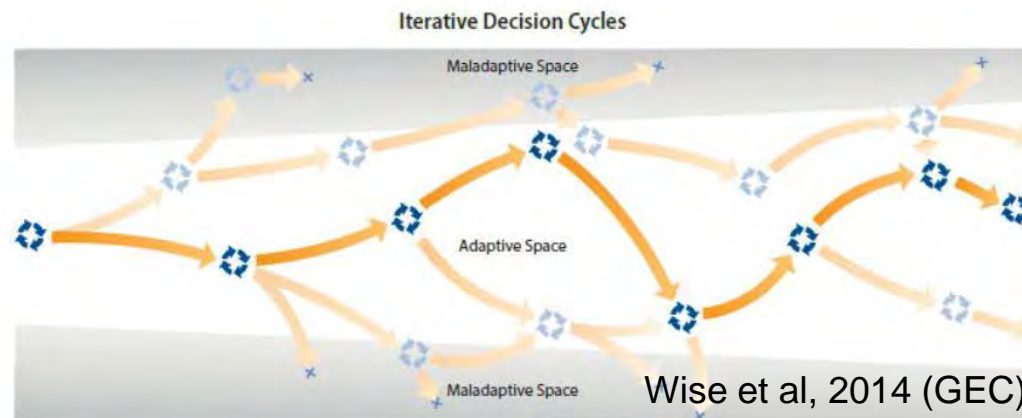 Iterative Decision Cycles
Maladaptive Space
Adaptive Space
Maladaptive Space
Wise et al, 2014 (GEC)